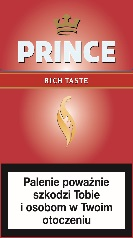 PRINCE
RICH TASTE
Palenie poważnie
szkodzi Tobie
i osobom w Twoim
otoczeniu